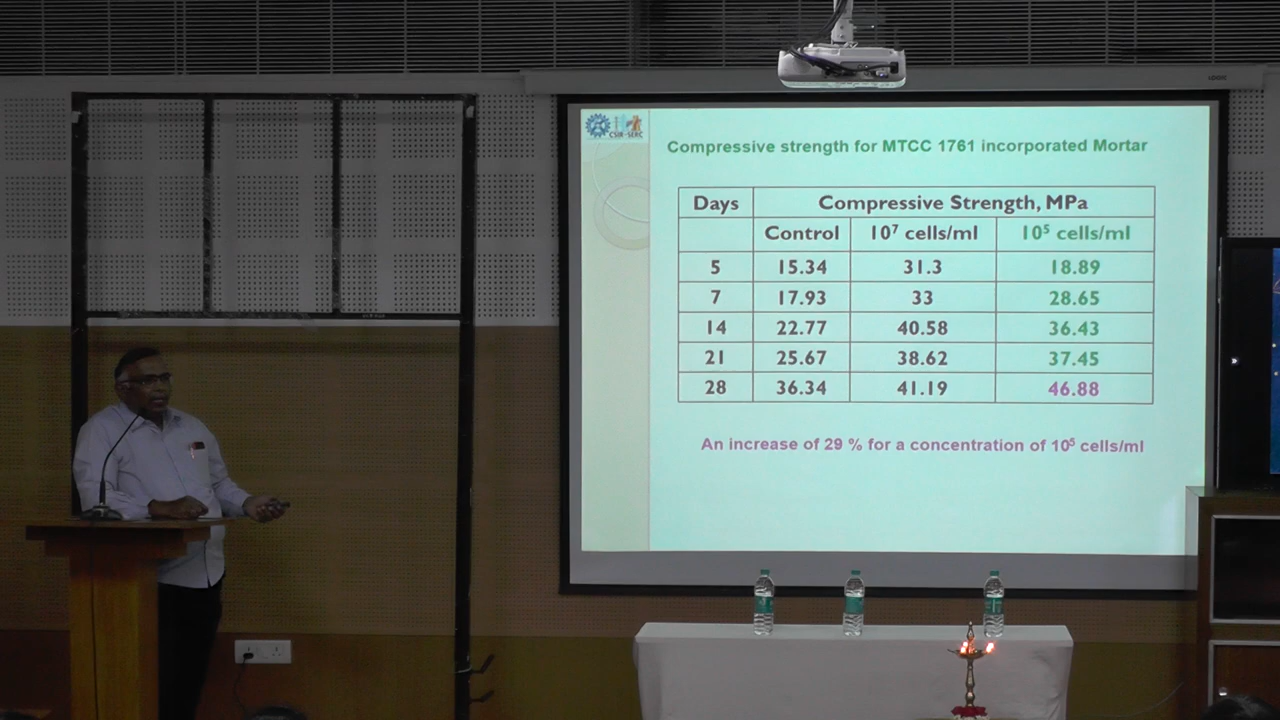 CSIR-SERC
Compressive strength for MTCC 1761 incorporated Mortar
Days Compressive Strength, MPa
Control 10⁷ cells/ml 10⁵ cells/ml
5 15.34 31.3 18.89
7 17.93 33 28.65
14 22.77 40.58 36.43
21 25.67 38.62 37.45
28 36.34 41.19 46.88
An increase of 29 % for a concentration of 10⁵ cells/ml